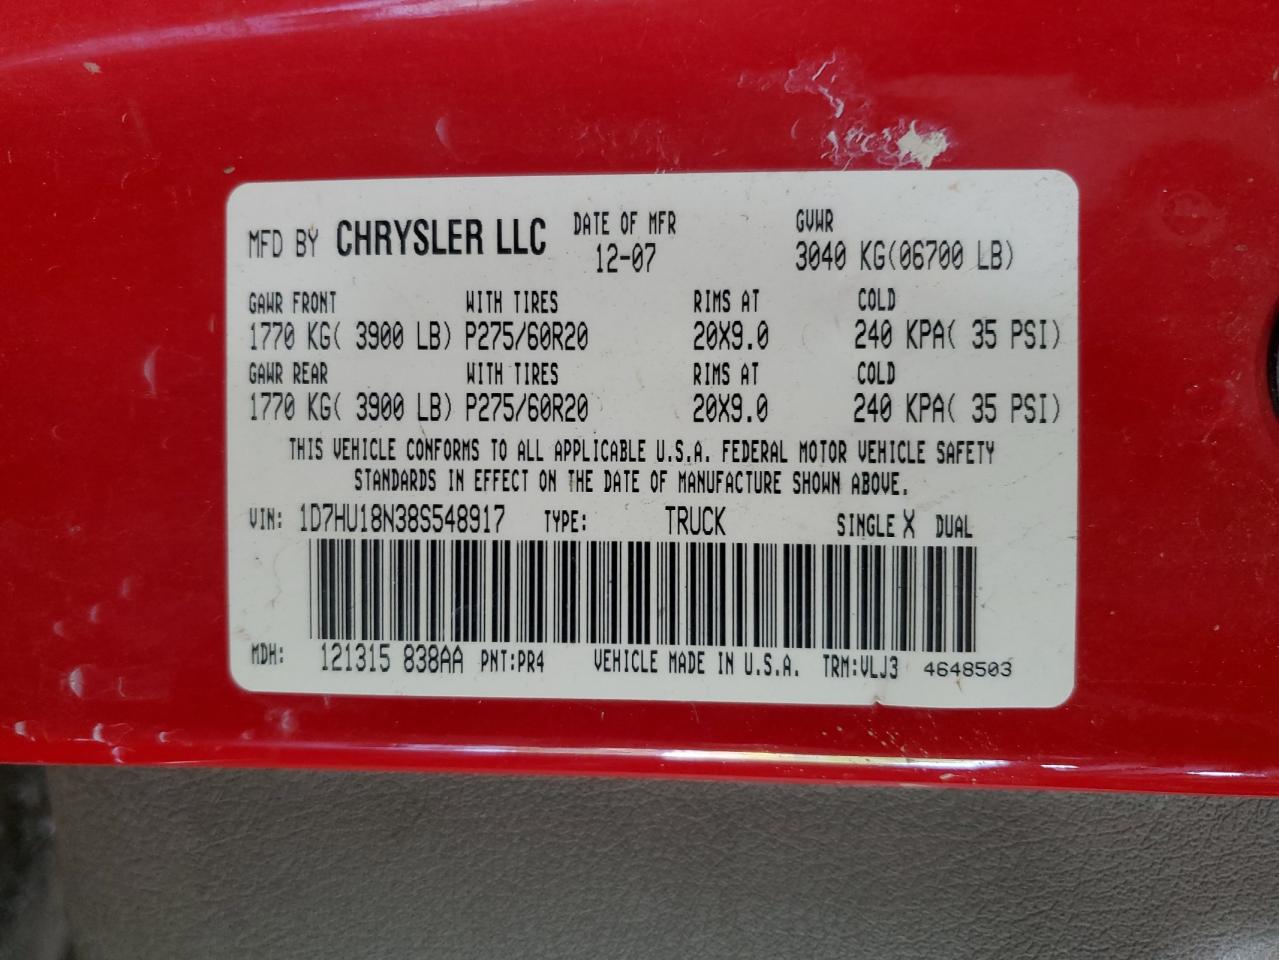 MFD BY CHRYSLER LLC DATE OF MFR GVWR
12-07 3040 KG(06700 LB)
GAWR FRONT WITH TIRES RIMS AT COLD
1770 KG( 3900 LB) P275/60R20 20X9.0 240 KPA( 35 PSI)
GAWR REAR WITH TIRES RIMS AT COLD
1770 KG( 3900 LB) P275/60R20 20X9.0 240 KPA( 35 PSI)
THIS VEHICLE CONFORMS TO ALL APPLICABLE U.S.A. FEDERAL MOTOR VEHICLE SAFETY
STANDARDS IN EFFECT ON THE DATE OF MANUFACTURE SHOWN ABOVE.
VIN: 1D7HU18N38S548917 TYPE: TRUCK SINGLE X DUAL
MDH: 121315 838AA PNT:PR4 VEHICLE MADE IN U.S.A. TRM:VLJ3 4648503